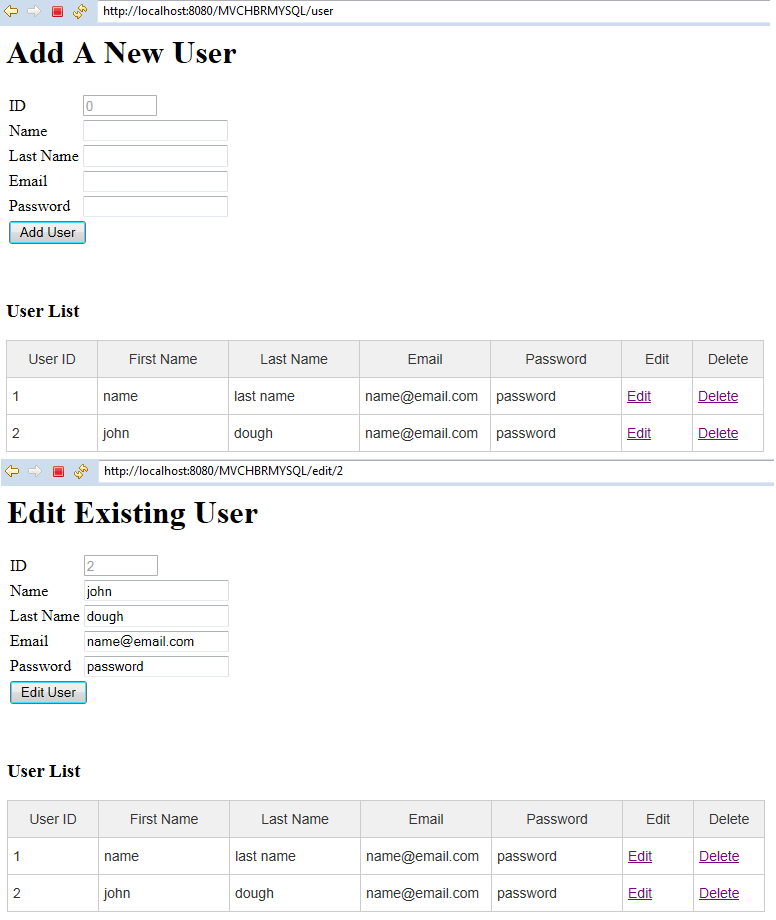 http://localhost:8080/MVCHBRMYSQL/user
Add A New User
ID 0
Name
Last Name
Email
Password
Add User
User List
User ID First Name Last Name Email Password Edit Delete
1 name last name name@email.com password Edit Delete
2 john dough name@email.com password Edit Delete
http://localhost:8080/MVCHBRMYSQL/edit/2
Edit Existing User
ID 2
Name john
Last Name dough
Email name@email.com
Password password
Edit User
User List
User ID First Name Last Name Email Password Edit Delete
1 name last name name@email.com password Edit Delete
2 john dough name@email.com password Edit Delete